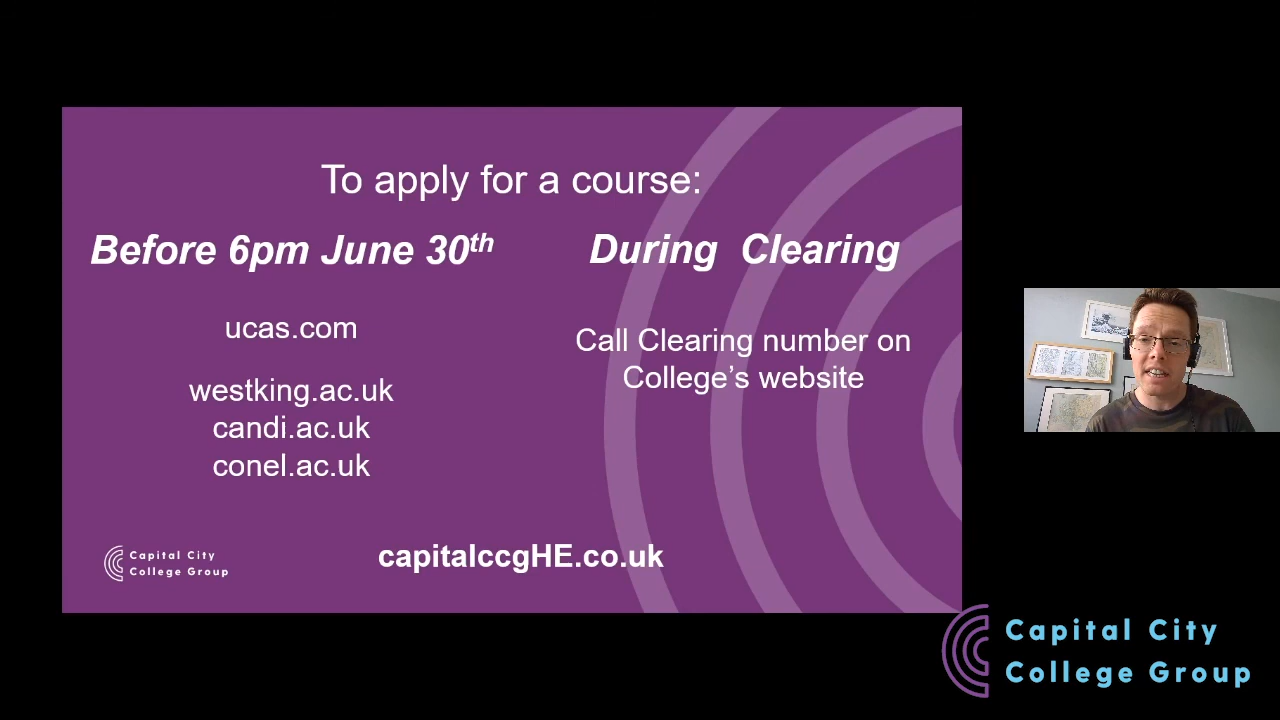 To apply for a course:
Before 6pm June 30th
During Clearing
ucas.com
westking.ac.uk
candi.ac.uk
conel.ac.uk
Call Clearing number on
College’s website
capitalccgHE.co.uk
Capital City
College Group
Capital City
College Group